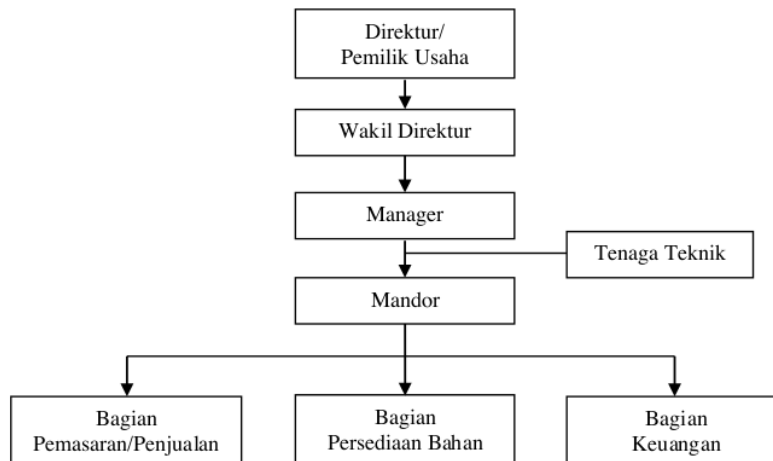 Direktur/
Pemilik Usaha
Wakil Direktur
Manager
Tenaga Teknik
Mandor
Bagian
Pemasaran/Penjualan
Bagian
Persediaan Bahan
Bagian
Keuangan